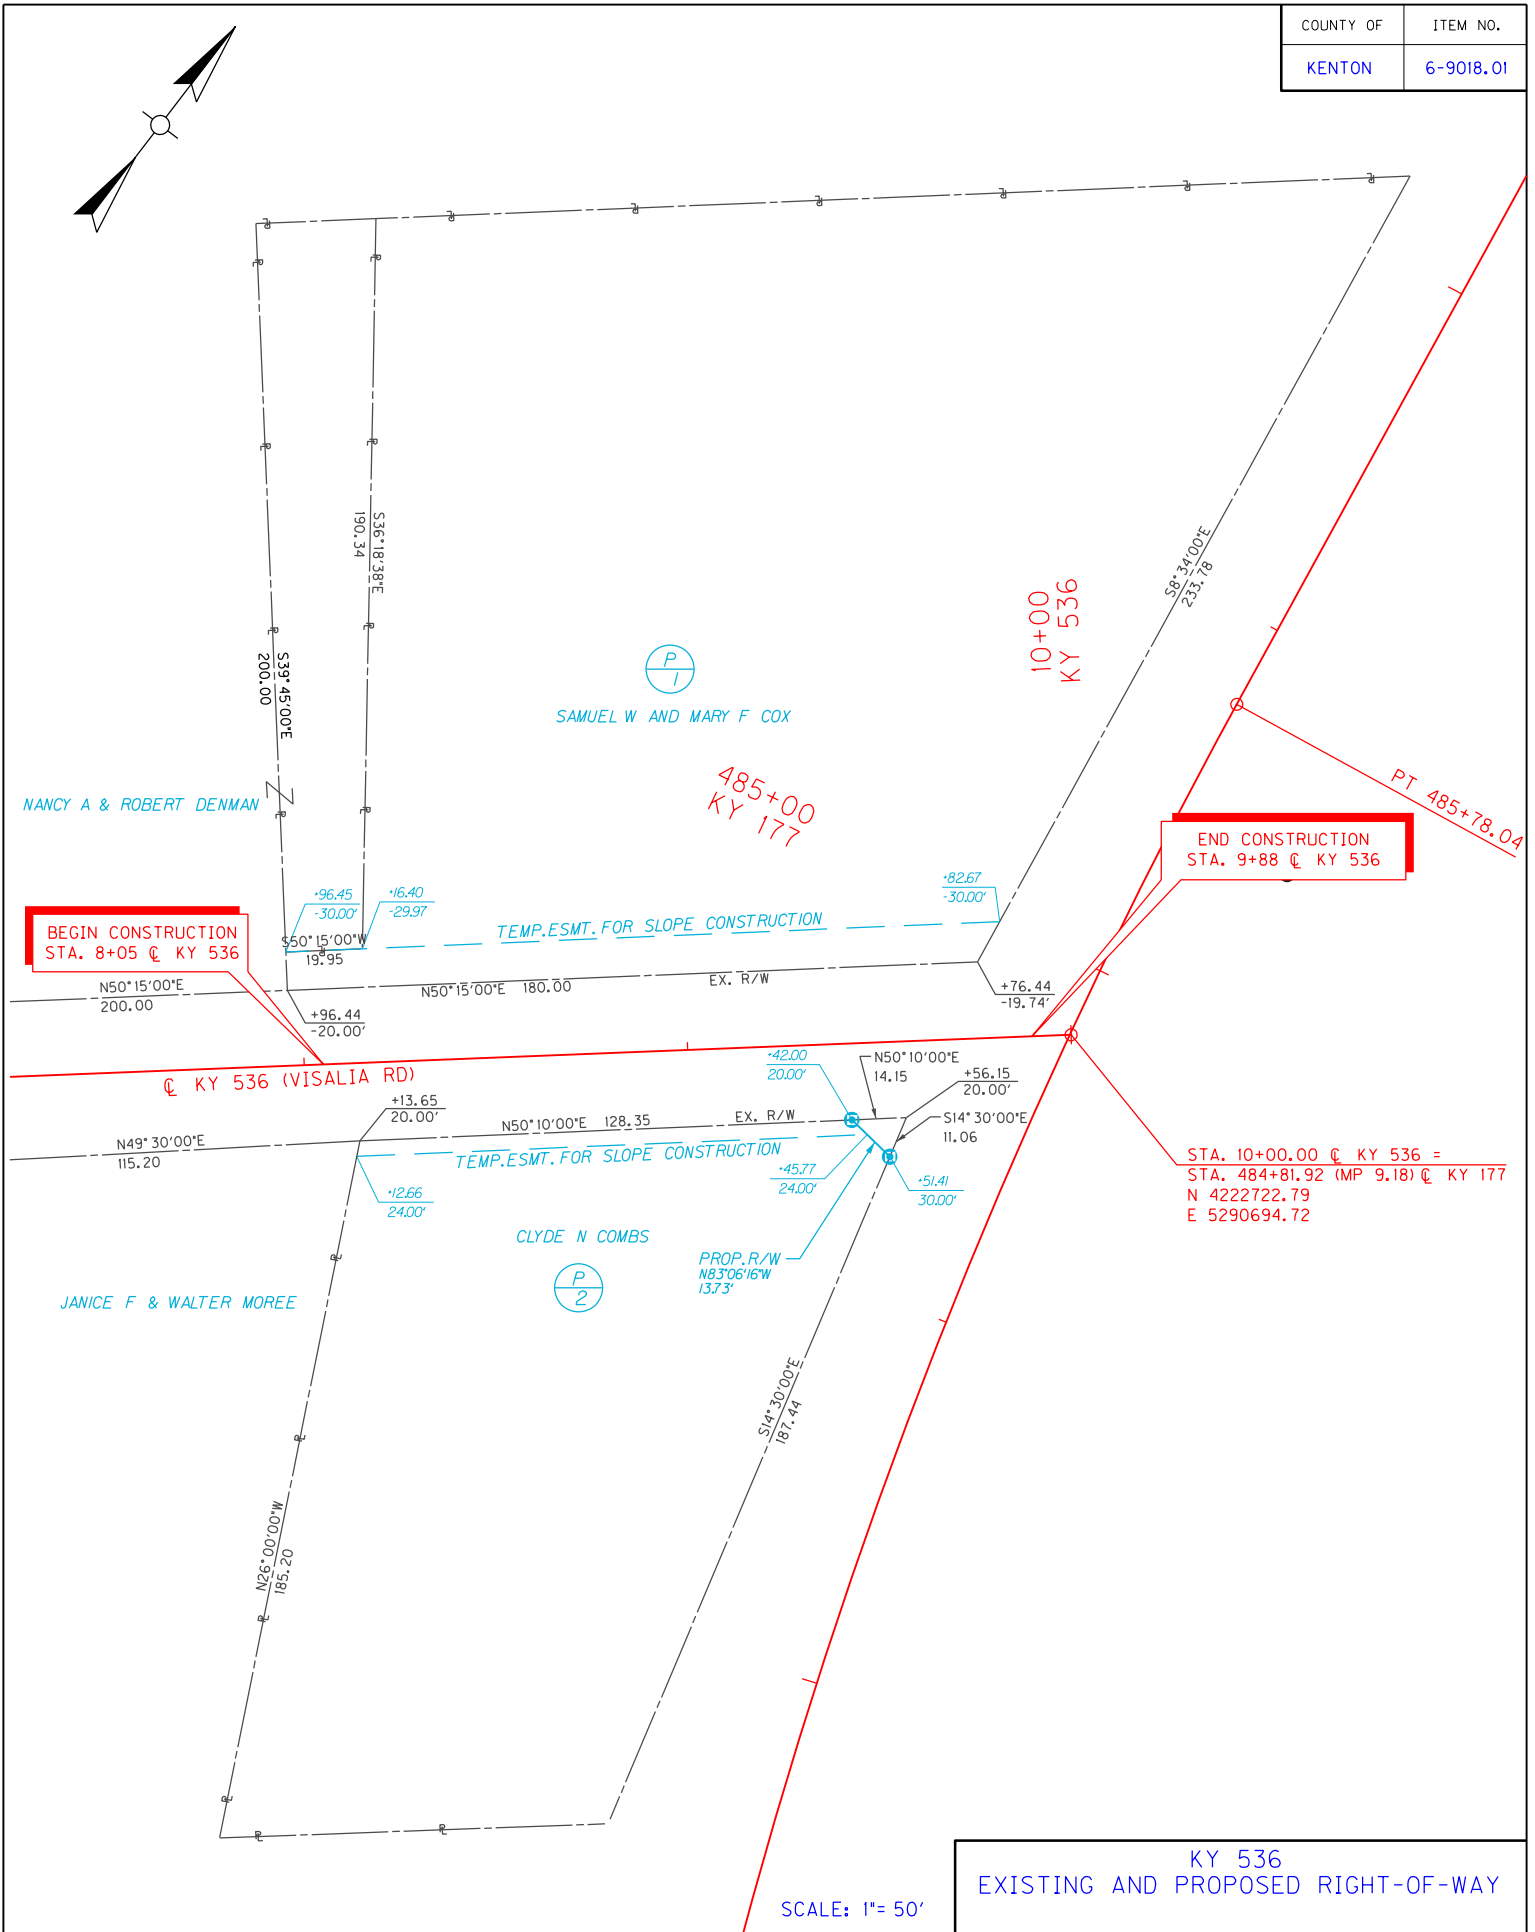 COUNTY OF
ITEM NO.
KENTON
6-9018.01
S36°18'38"E
190.34
S39°45'00"E
200.00
S8°34'00"E
233.78
10+00
KY 536
P
1
SAMUEL W AND MARY F COX
485+00
KY 177
NANCY A & ROBERT DENMAN
PT 485+78.04
END CONSTRUCTION
STA. 9+88 ℄ KY 536
+96.45
-30.00'
+16.40
-29.97
+82.67
-30.00'
BEGIN CONSTRUCTION
STA. 8+05 ℄ KY 536
TEMP. ESMT. FOR SLOPE CONSTRUCTION
S50°15'00"W
19.95
N50°15'00"E
200.00
N50°15'00"E 180.00
EX. R/W
+76.44
-19.74'
+96.44
-20.00'
℄ KY 536 (VISALIA RD)
+42.00
20.00'
N50°10'00"E
14.15
+56.15
20.00'
+13.65
20.00'
N50°10'00"E 128.35
EX. R/W
S14°30'00"E
11.06
N49°30'00"E
115.20
TEMP. ESMT. FOR SLOPE CONSTRUCTION
+45.77
24.00'
+51.41
30.00'
+12.66
24.00'
STA. 10+00.00 ℄ KY 536 =
STA. 484+81.92 (MP 9.18) ℄ KY 177
N 4222722.79
E 5290694.72
CLYDE N COMBS
P
2
PROP. R/W
N83°06'16"W
13.73'
JANICE F & WALTER MOREE
S14°30'00"E
187.44
N26°00'00"W
185.20
KY 536
EXISTING AND PROPOSED RIGHT-OF-WAY
SCALE: 1"= 50'